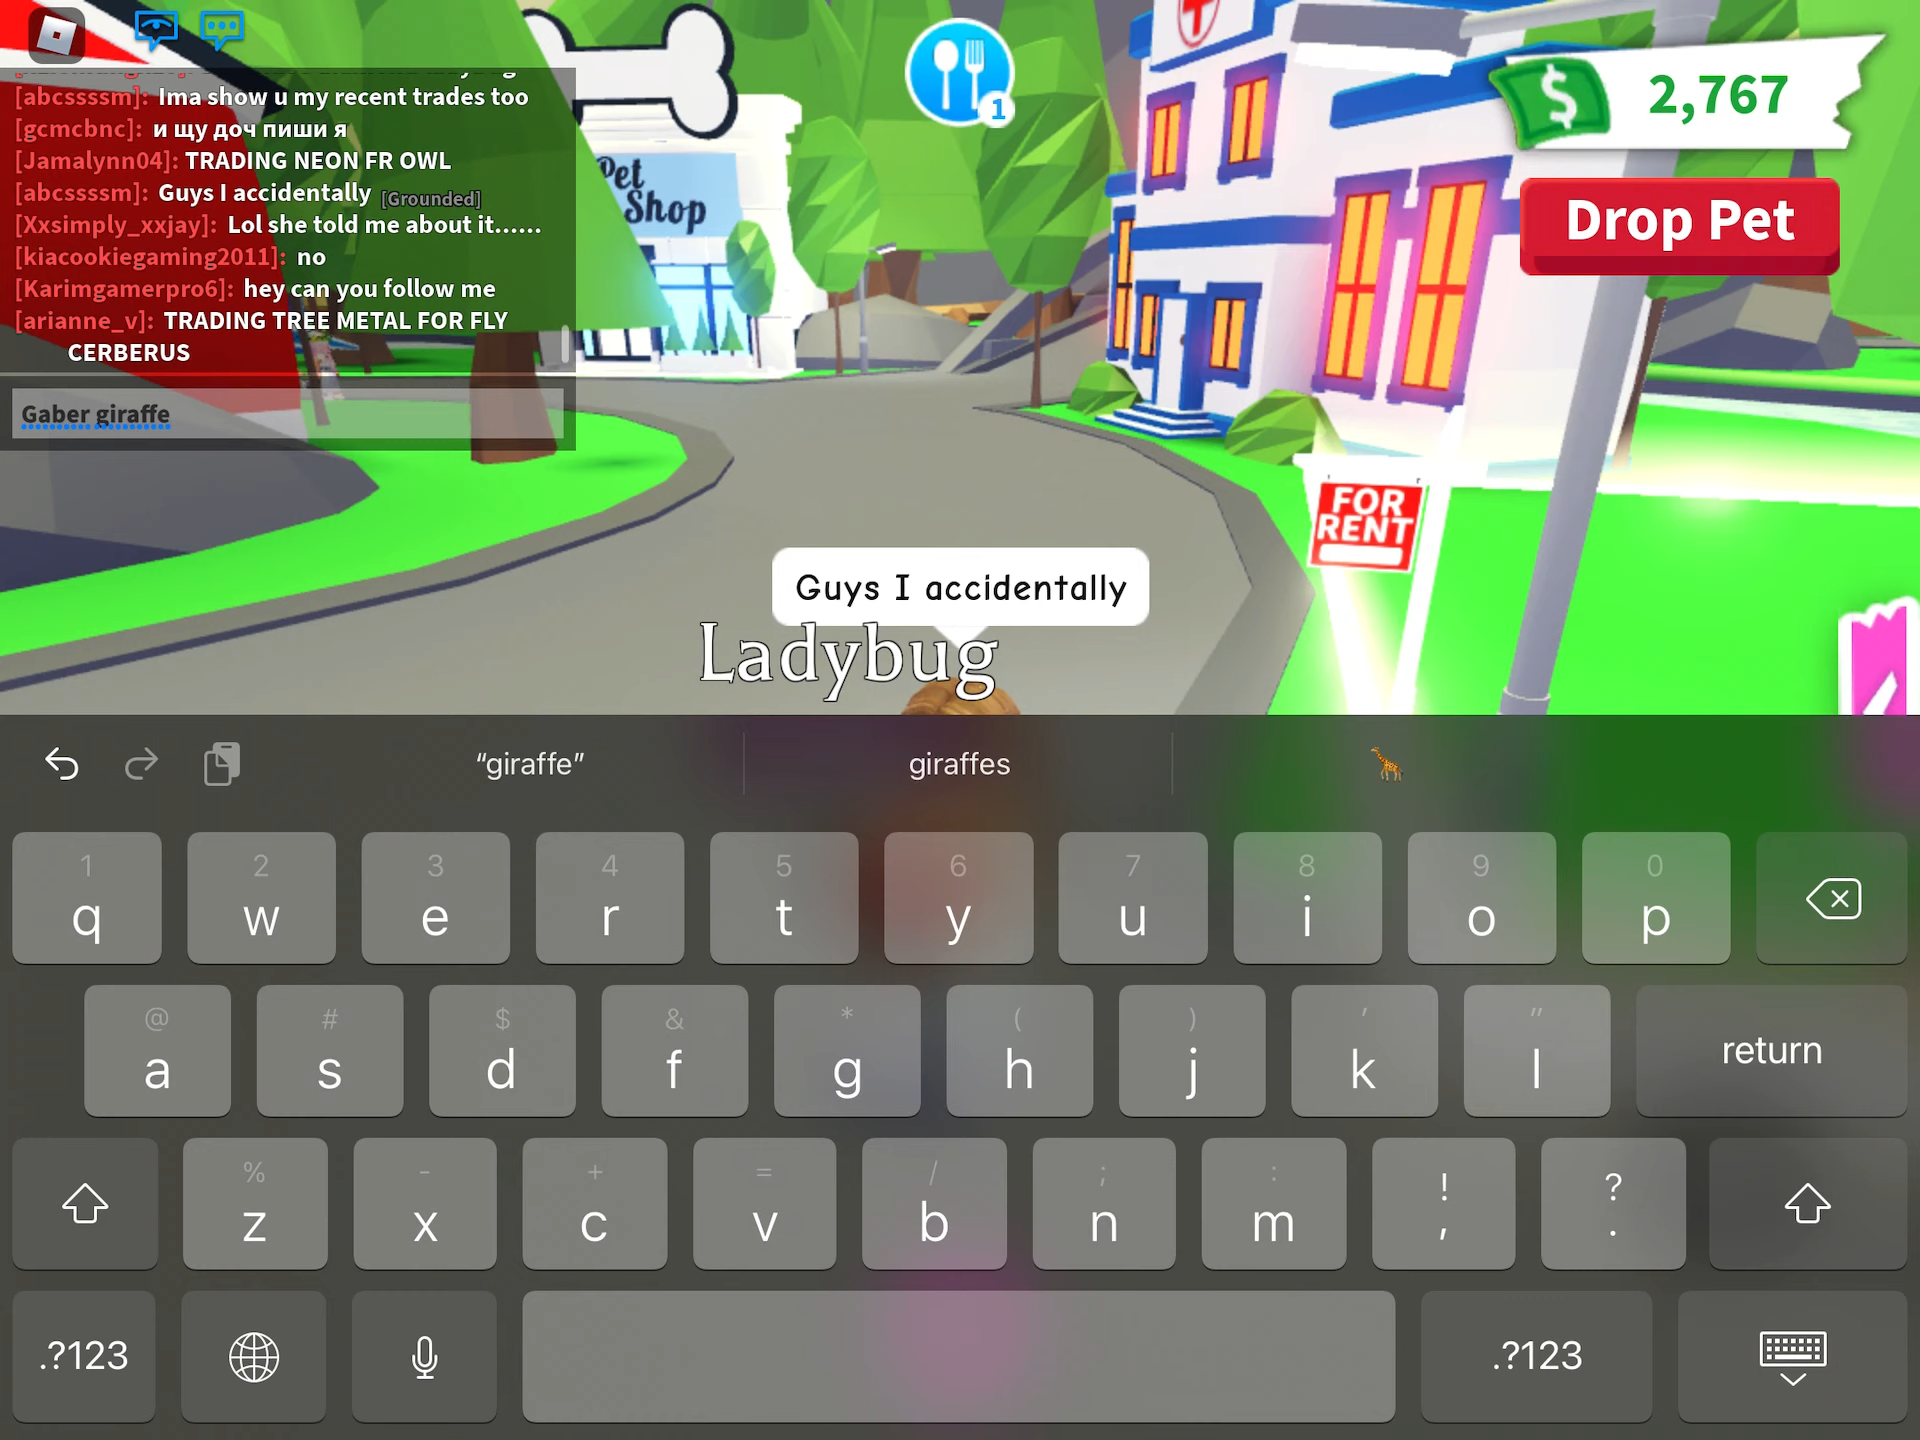 [abcssssm]: Ima show u my recent trades too
[gcmcbnc]: и щу доч пиши я
[Jamalynn04]: TRADING NEON FR OWL
[abcssssm]: Guys I accidentally [Grounded]
[Xxsimply_xxjay]: Lol she told me about it......
[kiacookiegaming2011]: no
[Karimgamerpro6]: hey can you follow me
[arianne_v]: TRADING TREE METAL FOR FLY
CERBERUS
Gaber giraffe
Pet
Shop
1
$ 2,767
Drop Pet
FOR
RENT
Guys I accidentally
Ladybug
“giraffe” giraffes
1 2 3 4 5 6 7 8 9 0
q w e r t y u i o p
@ # $ & * ( ) ' "
a s d f g h j k l return
% - + = / ; : ! ?
z x c v b n m , .
.?123 .?123